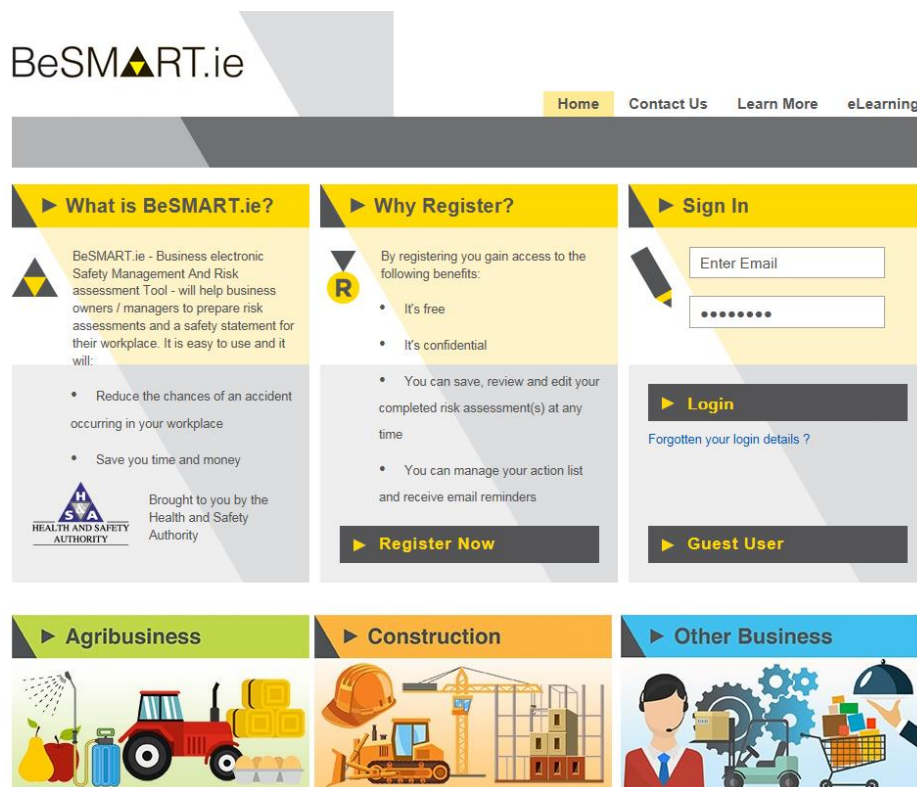 BeSMART.ie
Home Contact Us Learn More eLearning
What is BeSMART.ie?
BeSMART.ie - Business electronic
Safety Management And Risk
assessment Tool - will help business
owners / managers to prepare risk
assessments and a safety statement for
their workplace. It is easy to use and it
will:
• Reduce the chances of an accident
occurring in your workplace
• Save you time and money
H
S & A
HEALTH AND SAFETY
AUTHORITY
Brought to you by the
Health and Safety
Authority
Why Register?
R
By registering you gain access to the
following benefits:
• It's free
• It's confidential
• You can save, review and edit your
completed risk assessment(s) at any
time
• You can manage your action list
and receive email reminders
Register Now
Sign In
Enter Email
••••••••
Login
Forgotten your login details ?
Guest User
Agribusiness
Construction
Other Business